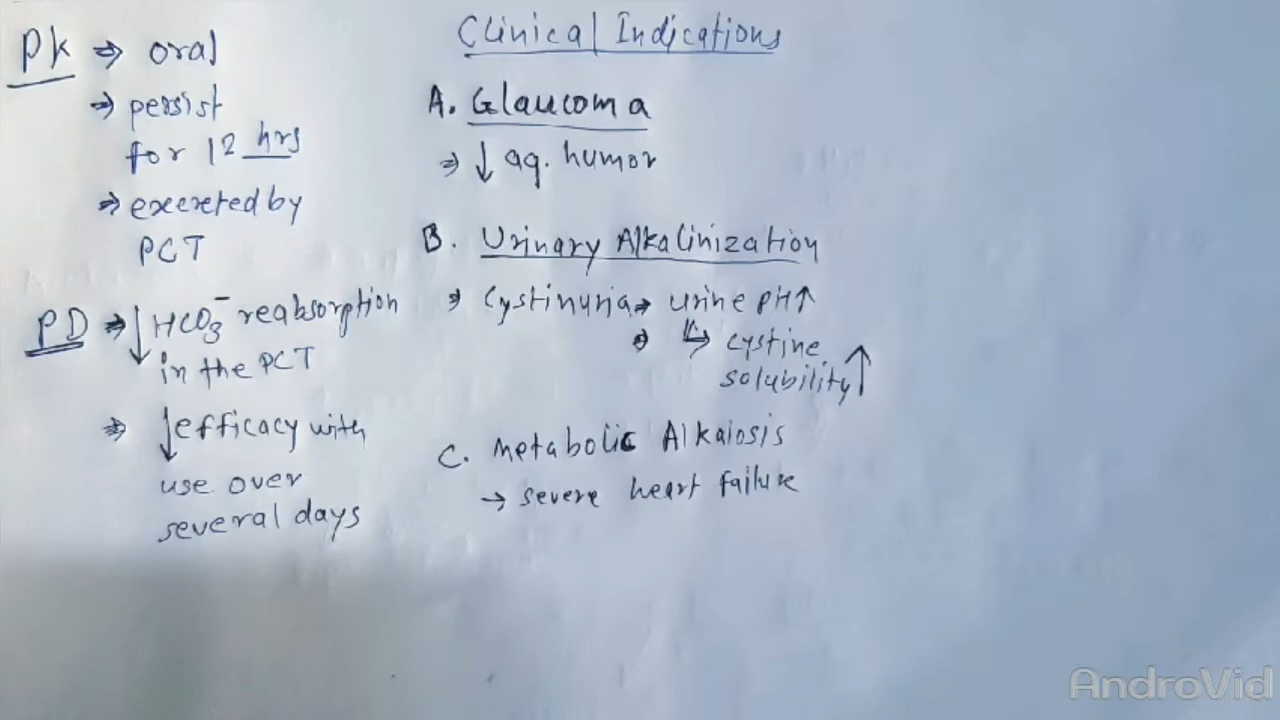 PK ⇒ oral
⇒ persist
for 12 hrs
⇒ excreted by
PCT
PD ⇒ ↓ HCO3⁻ reabsorption
in the PCT
⇒ ↓ efficacy with
use over
several days
Clinical Indications
A. Glaucoma
⇒ ↓ aq. humor
B. Urinary Alkalinization
⇒ Cystinuria → urine pH ↑
↳ cystine
solubility ↑
C. Metabolic Alkalosis
→ severe heart failure
AndroVid